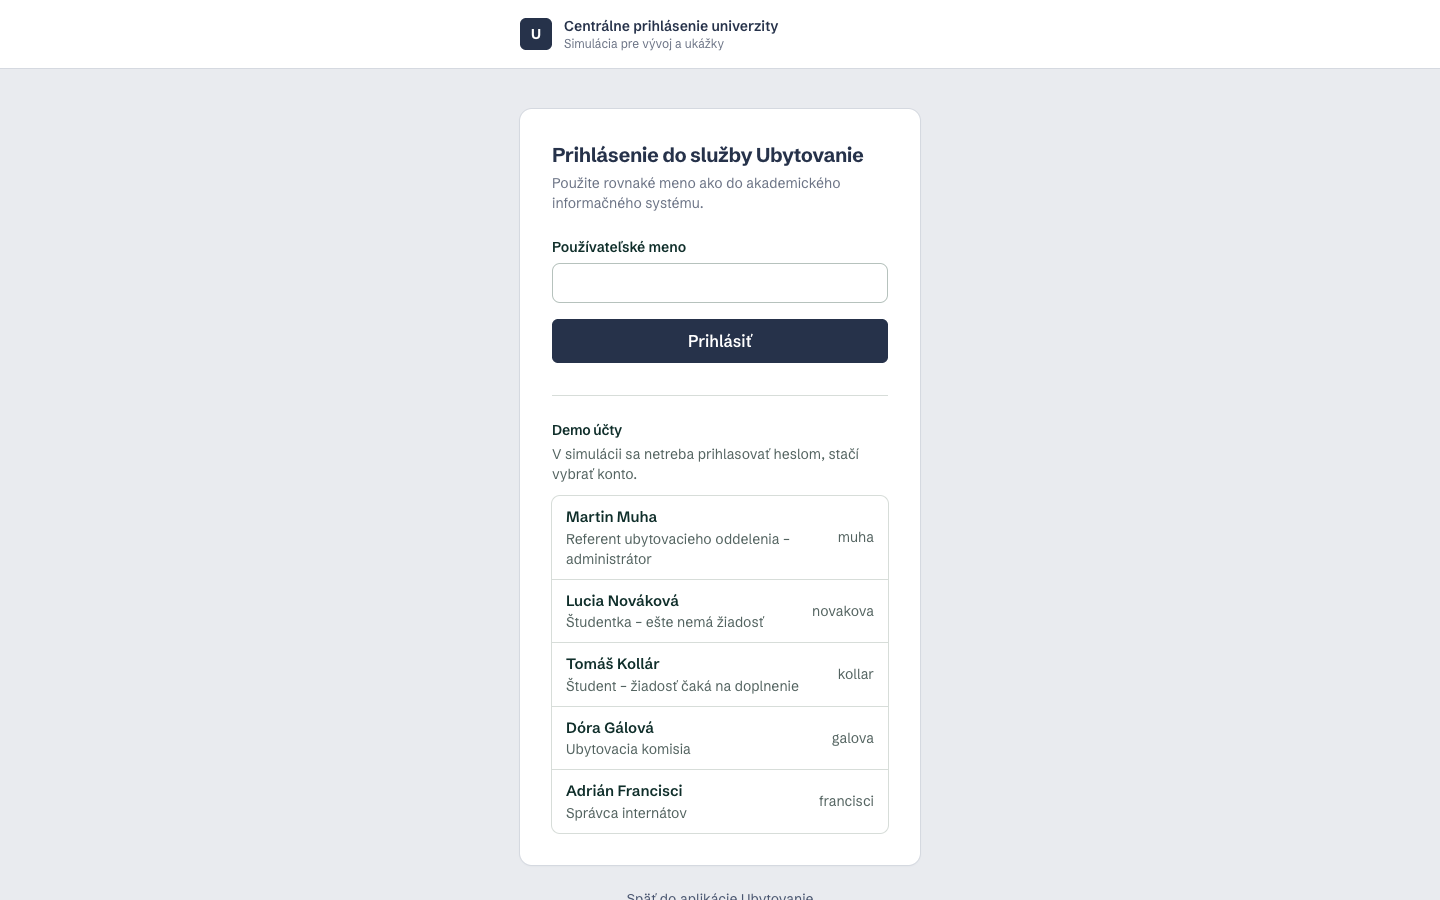 U
Centrálne prihlásenie univerzity
Simulácia pre vývoj a ukážky
Prihlásenie do služby Ubytovanie
Použite rovnaké meno ako do akademického
informačného systému.
Používateľské meno
Prihlásiť
Demo účty
V simulácii sa netreba prihlasovať heslom, stačí
vybrať konto.
Martin Muha
Referent ubytovacieho oddelenia –
administrátor
muha
Lucia Nováková
Študentka – ešte nemá žiadosť
novakova
Tomáš Kollár
Študent – žiadosť čaká na doplnenie
kollar
Dóra Gálová
Ubytovacia komisia
galova
Adrián Francisci
Správca internátov
francisci
Späť do aplikácie Ubytovanie